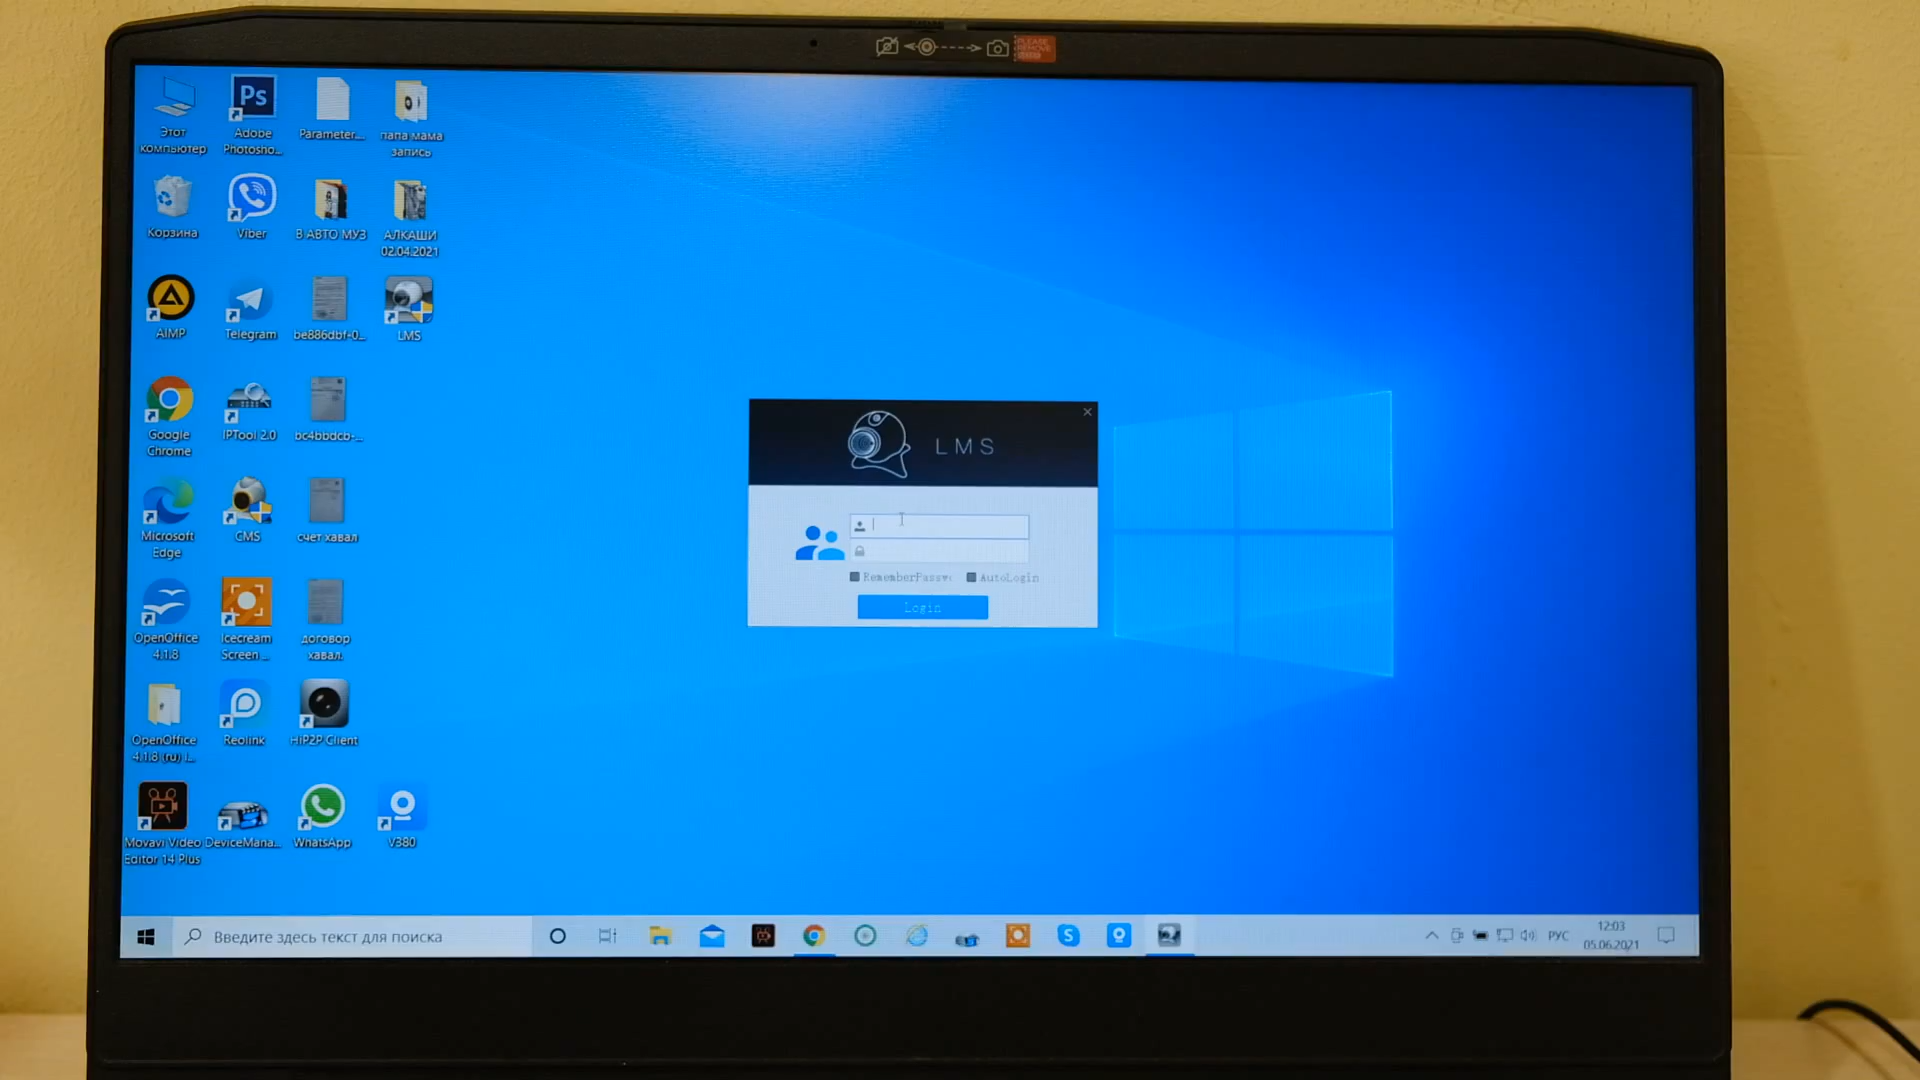 PLEASE
REMOVE
Этот
компьютер
Ps
Adobe
Photosho...
Parameter...
папа мама
запись
Корзина
Viber
В АВТО МУЗ
АЛКАШИ
02.04.2021
AIMP
Telegram
be886dbf-0...
LMS
Google
Chrome
IPTool 2.0
bc4bbdcb-...
Microsoft
Edge
CMS
счет хавал
OpenOffice
4.1.8
Icecream
Screen ...
договор
хавал.
OpenOffice
4.1.8 (ru) I...
Reolink
HiP2P Client
Movavi Video
Editor 14 Plus
DeviceMana...
WhatsApp
V380
LMS
RememberPassw
AutoLogin
Login
Введите здесь текст для поиска
РУС
12:03
05.06.2021